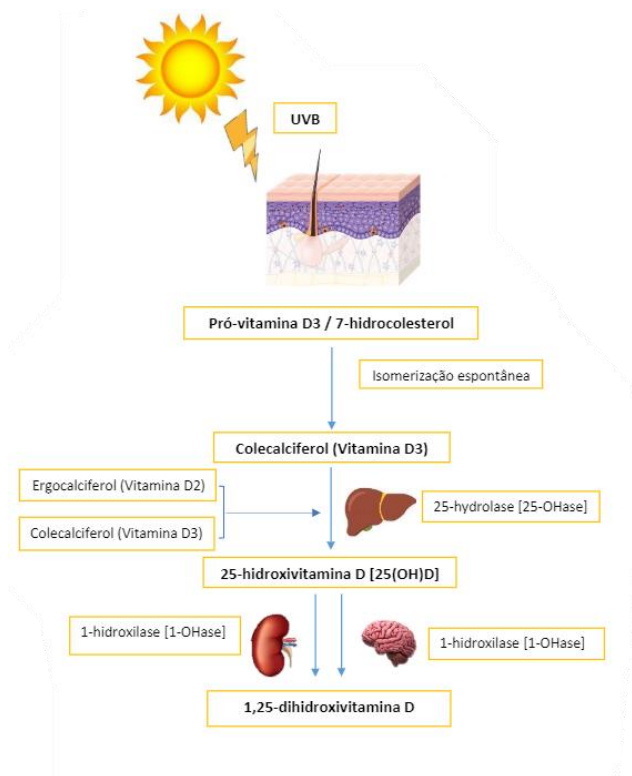 UVB
Pró-vitamina D3 / 7-hidrocolesterol
Isomerização espontânea
Colecalciferol (Vitamina D3)
Ergocalciferol (Vitamina D2)
25-hydrolase [25-OHase]
Colecalciferol (Vitamina D3)
25-hidroxivitamina D [25(OH)D]
1-hidroxilase [1-OHase]
1-hidroxilase [1-OHase]
1,25-dihidroxivitamina D